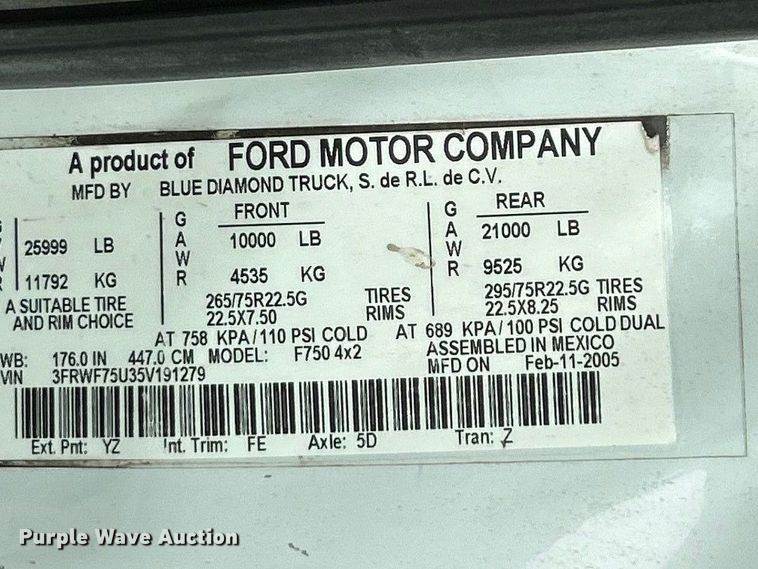 A product of FORD MOTOR COMPANY
MFD BY BLUE DIAMOND TRUCK, S. de R.L. de C.V.
GAWR FRONT GAWR REAR
25999 LB 10000 LB 21000 LB
11792 KG 4535 KG 9525 KG
A SUITABLE TIRE 265/75R22.5G TIRES 295/75R22.5G TIRES
AND RIM CHOICE 22.5X7.50 RIMS 22.5X8.25 RIMS
AT 758 KPA/110 PSI COLD AT 689 KPA/100 PSI COLD DUAL
WB: 176.0 IN 447.0 CM MODEL: F750 4x2 ASSEMBLED IN MEXICO
VIN 3FRWF75U35V191279 MFD ON Feb-11-2005
Ext. Pnt: YZ Int. Trim: FE Axle: 5D Tran: Z
Purple Wave Auction